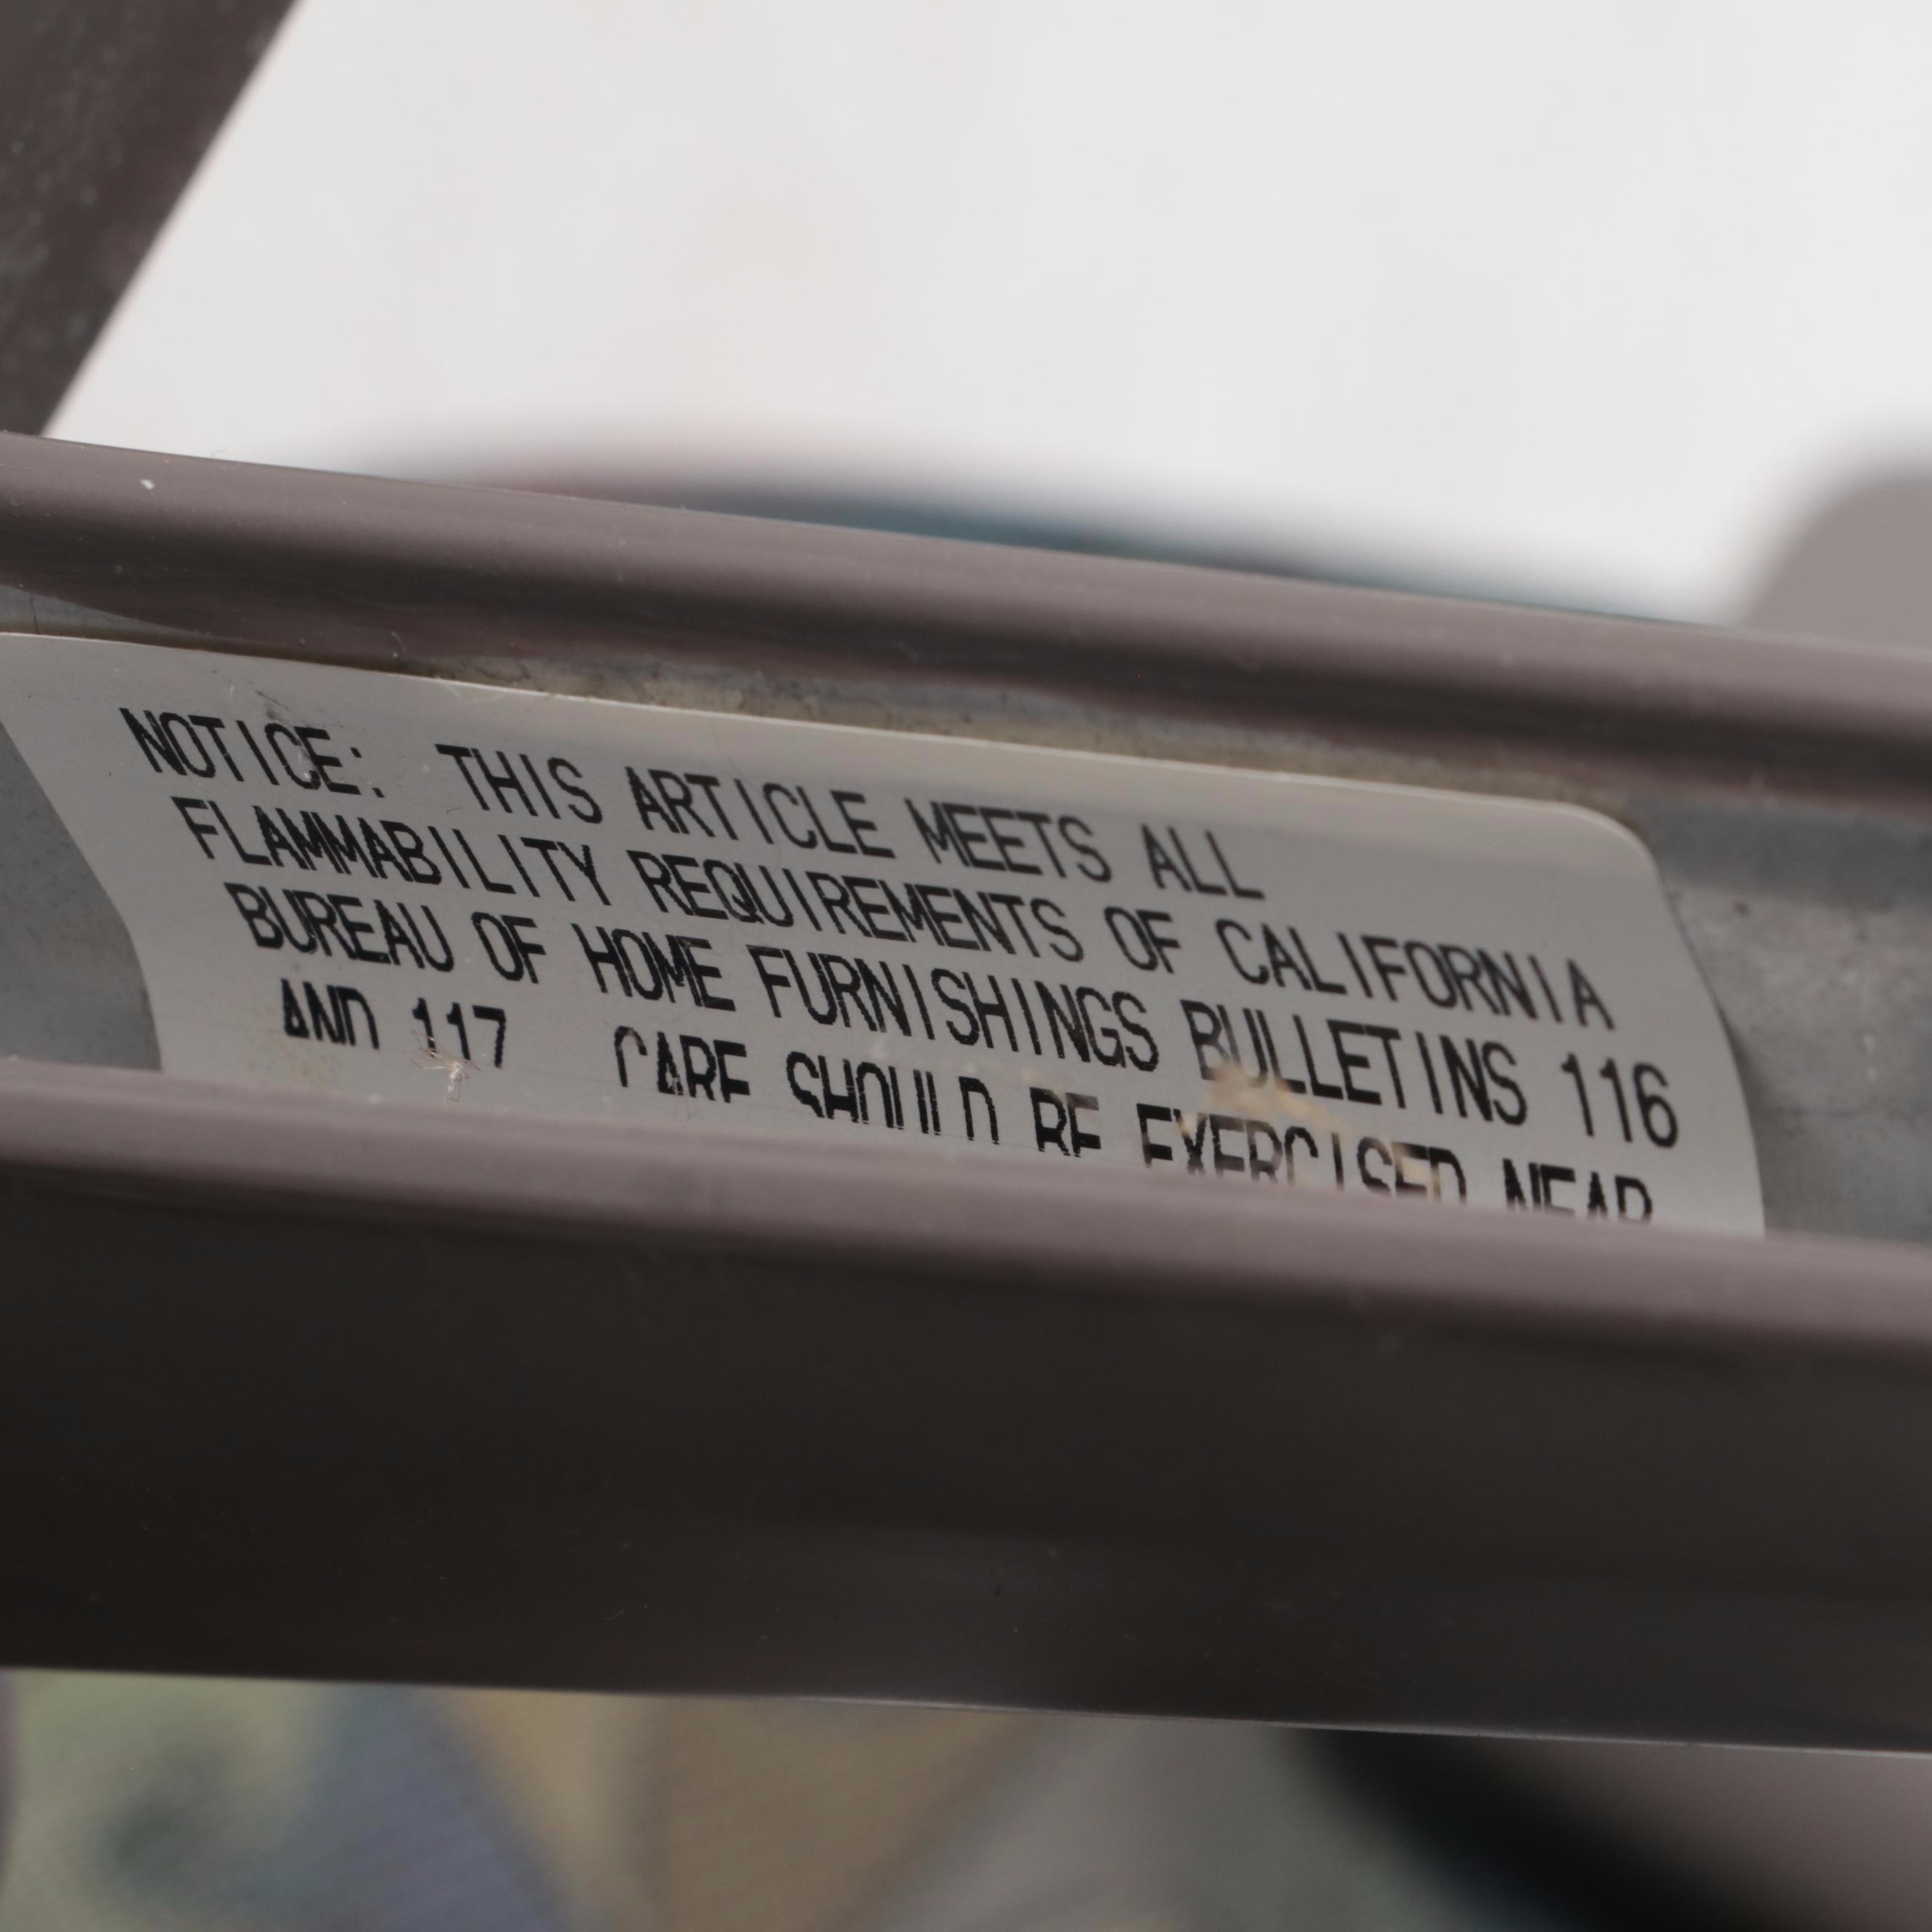 NOTICE: THIS ARTICLE MEETS ALL
FLAMMABILITY REQUIREMENTS OF CALIFORNIA
BUREAU OF HOME FURNISHINGS BULLETINS 116
AND 117 CARE SHOULD BE EXERCISED NEAR